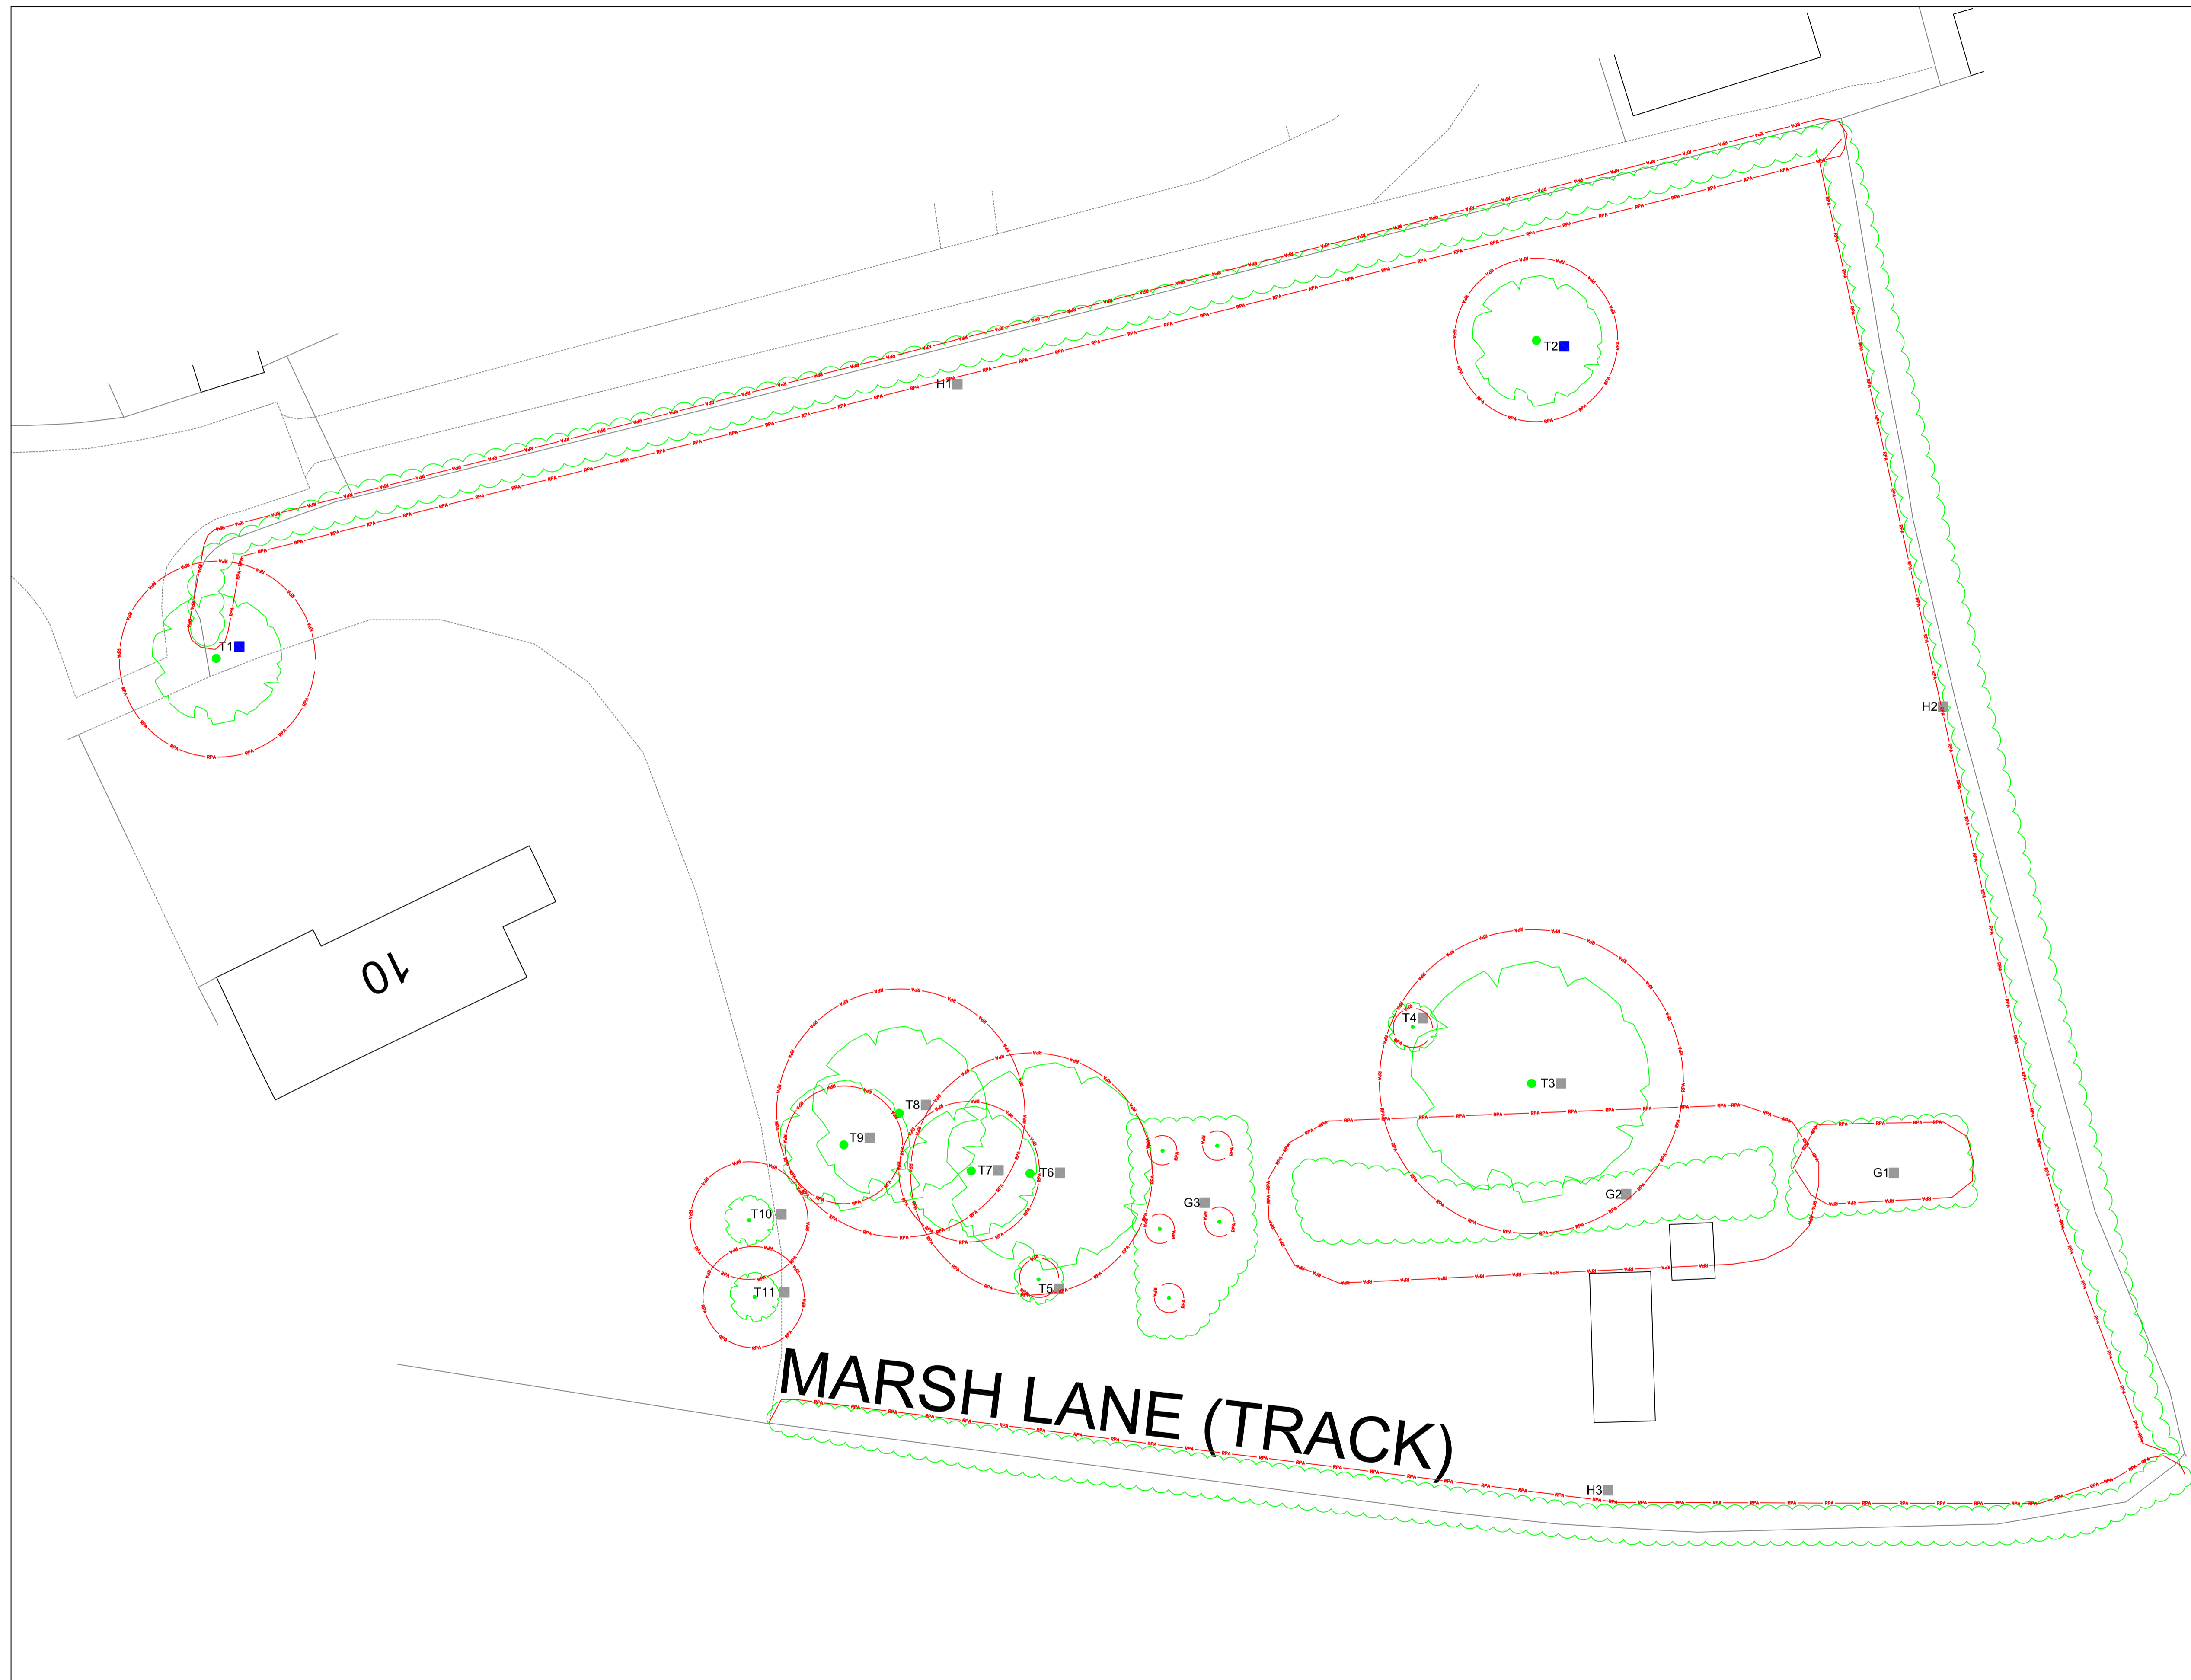 T2
H1
T1
H2
10
T4
T8
T3
T9
T7
T6
G1
G2
G3
T10
T5
T11
MARSH LANE (TRACK)
H3
RPA